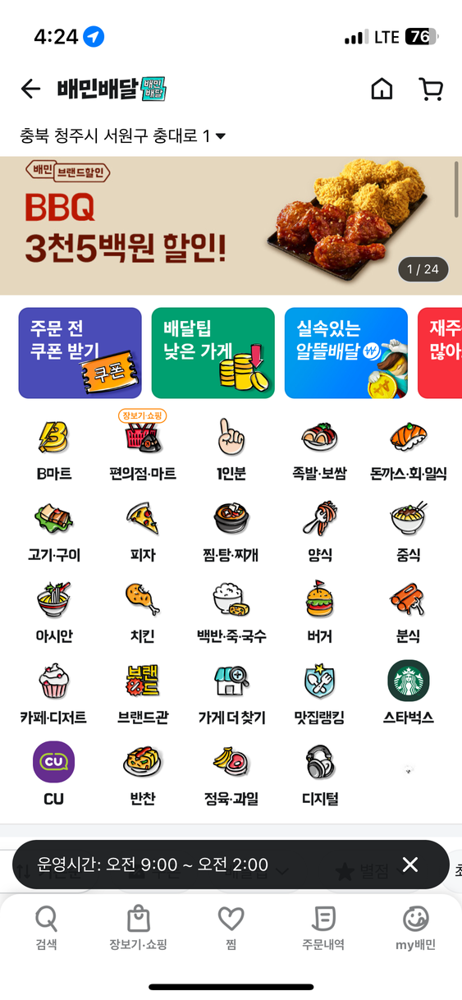 4:24
LTE 76
배민배달 배민 배달
충북 청주시 서원구 충대로 1
배민 브랜드할인
BBQ
3천5백원 할인!
1 / 24
주문 전
쿠폰 받기
쿠폰
배달팁
낮은 가게
실속있는
알뜰배달
재주
많아
장보기·쇼핑
B마트
편의점·마트
1인분
족발·보쌈
돈까스·회·일식
고기·구이
피자
찜·탕·찌개
양식
중식
아시안
치킨
백반·죽·국수
버거
분식
브랜드
카페·디저트
브랜드관
가게 더 찾기
맛집랭킹
스타벅스
CU
CU
반찬
정육·과일
디지털
운영시간: 오전 9:00 ~ 오전 2:00
별점
검색
장보기·쇼핑
찜
주문내역
my배민